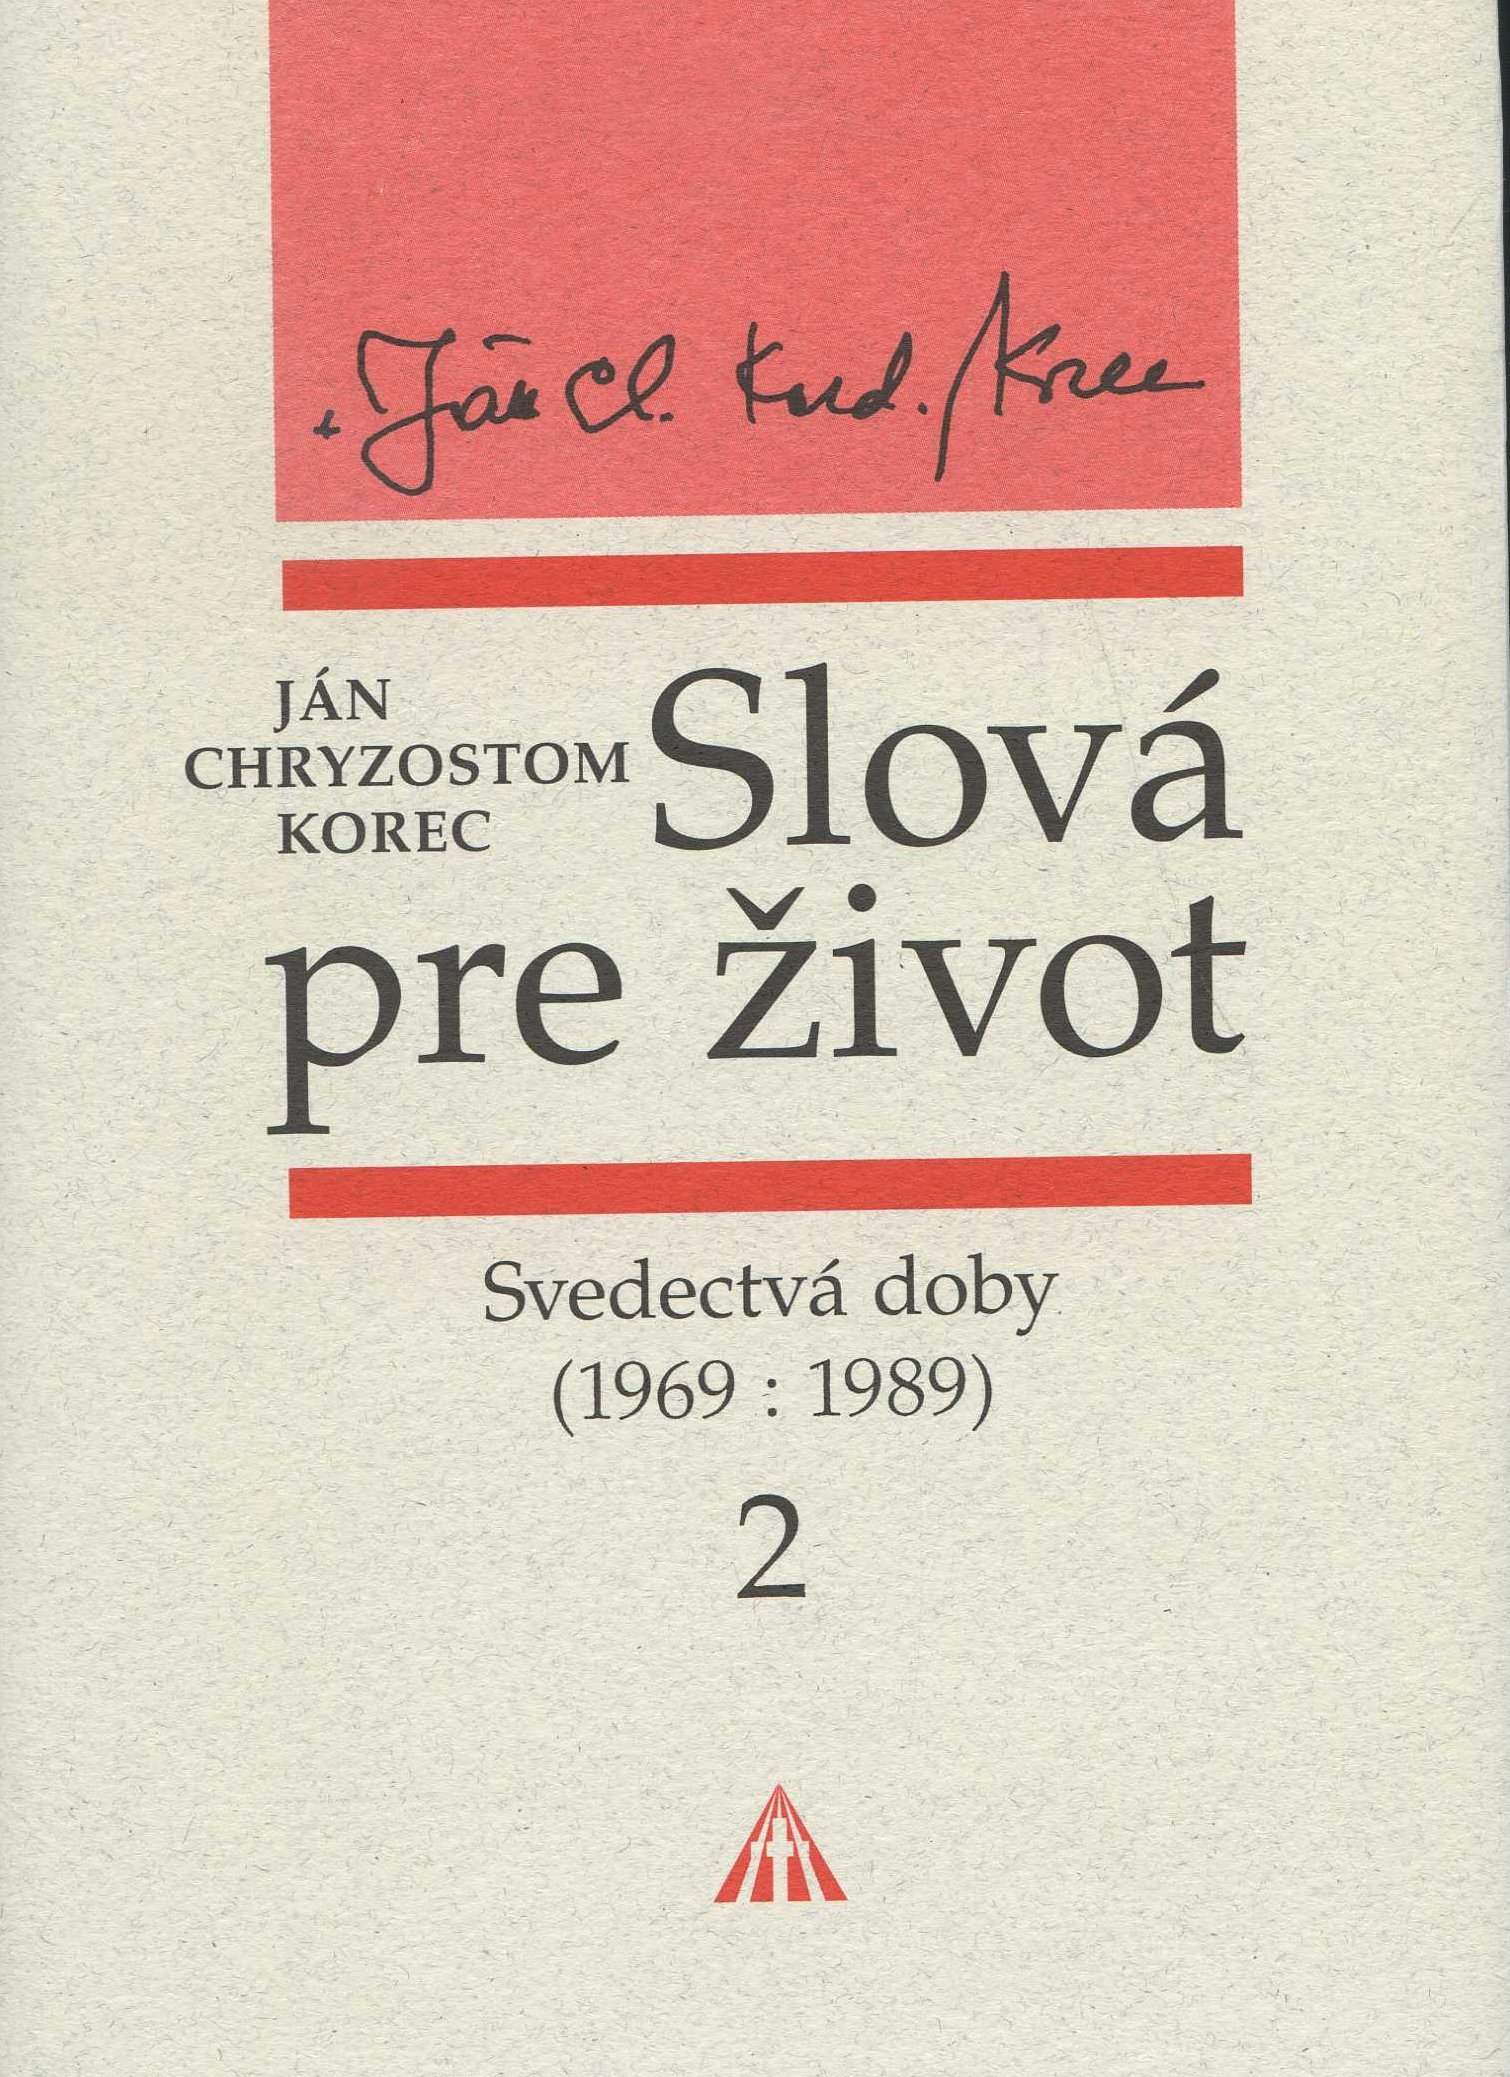 + Ján Ch. Kard. Korec
JÁN
CHRYZOSTOM
KOREC
Slová
pre život
Svedectvá doby
(1969 : 1989)
2